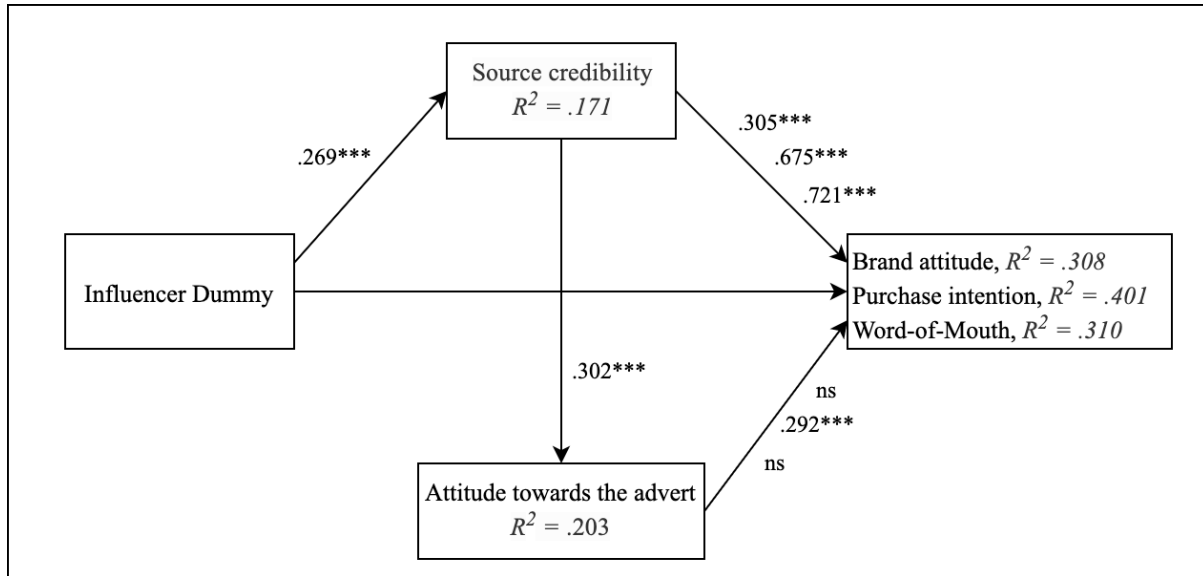 Source credibility
R² = .171
.305***
.269***
.675***
.721***
Influencer Dummy
Brand attitude, R² = .308
Purchase intention, R² = .401
Word-of-Mouth, R² = .310
.302***
ns
.292***
ns
Attitude towards the advert
R² = .203